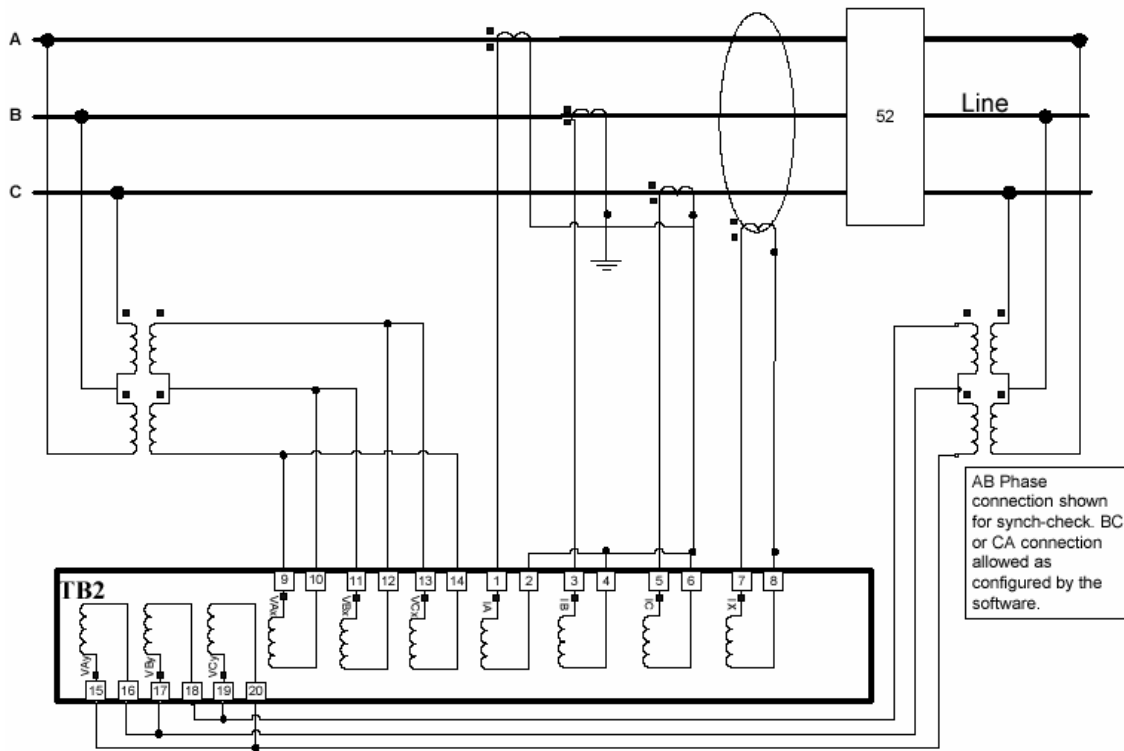 A
B
C
52
Line
AB Phase
connection shown
for synch-check. BC
or CA connection
allowed as
configured by the
software.
TB2
9 10 11 12 13 14 1 2 3 4 5 6 7 8
VAx VBx VCx IA IB IC IX
VAy VBy VCy
15 16 17 18 19 20